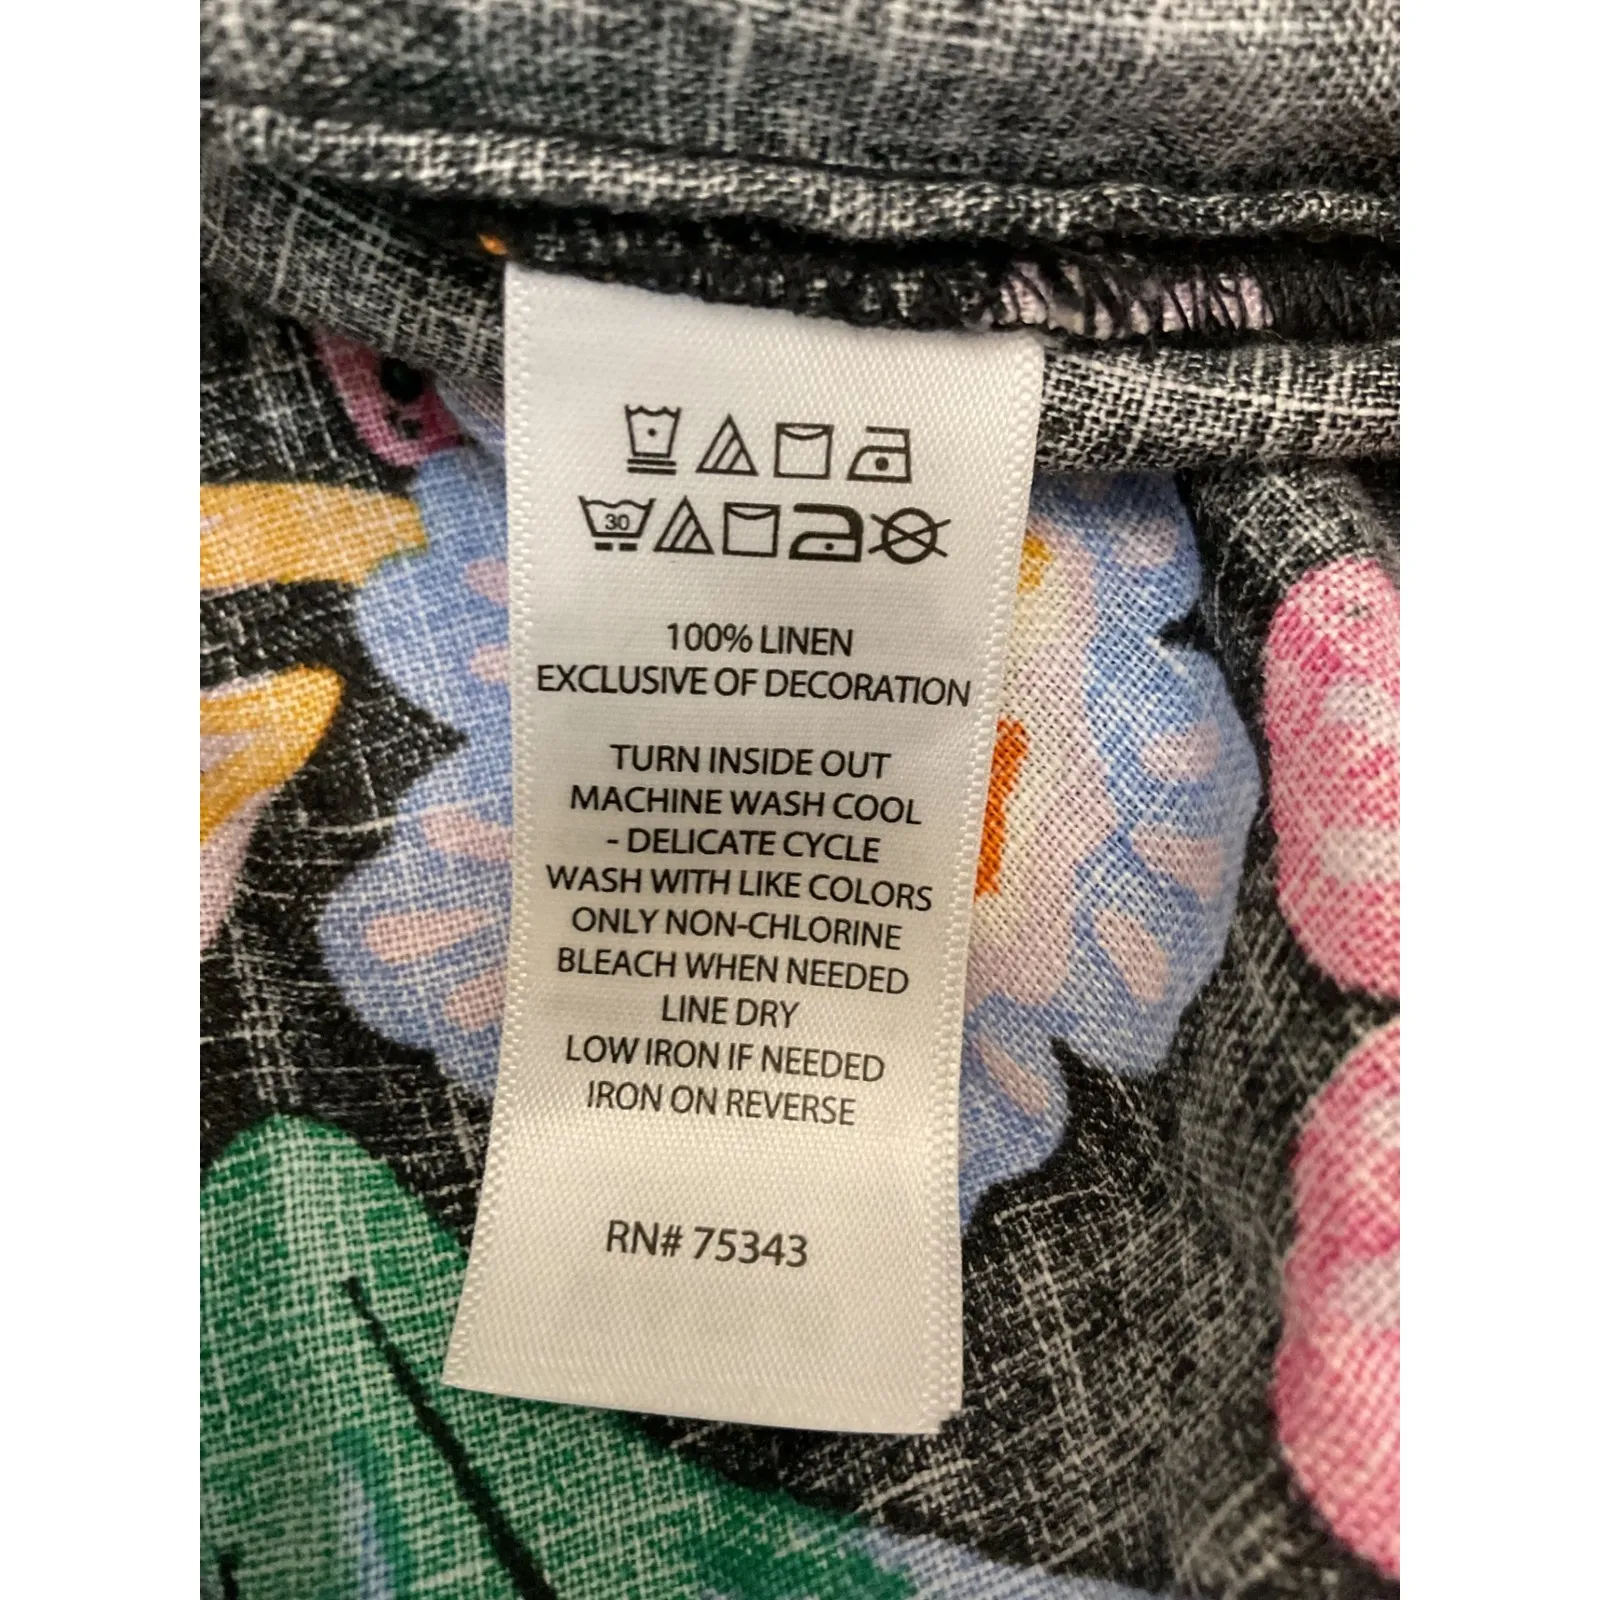 30
100% LINEN
EXCLUSIVE OF DECORATION
TURN INSIDE OUT
MACHINE WASH COOL
- DELICATE CYCLE
WASH WITH LIKE COLORS
ONLY NON-CHLORINE
BLEACH WHEN NEEDED
LINE DRY
LOW IRON IF NEEDED
IRON ON REVERSE
RN# 75343